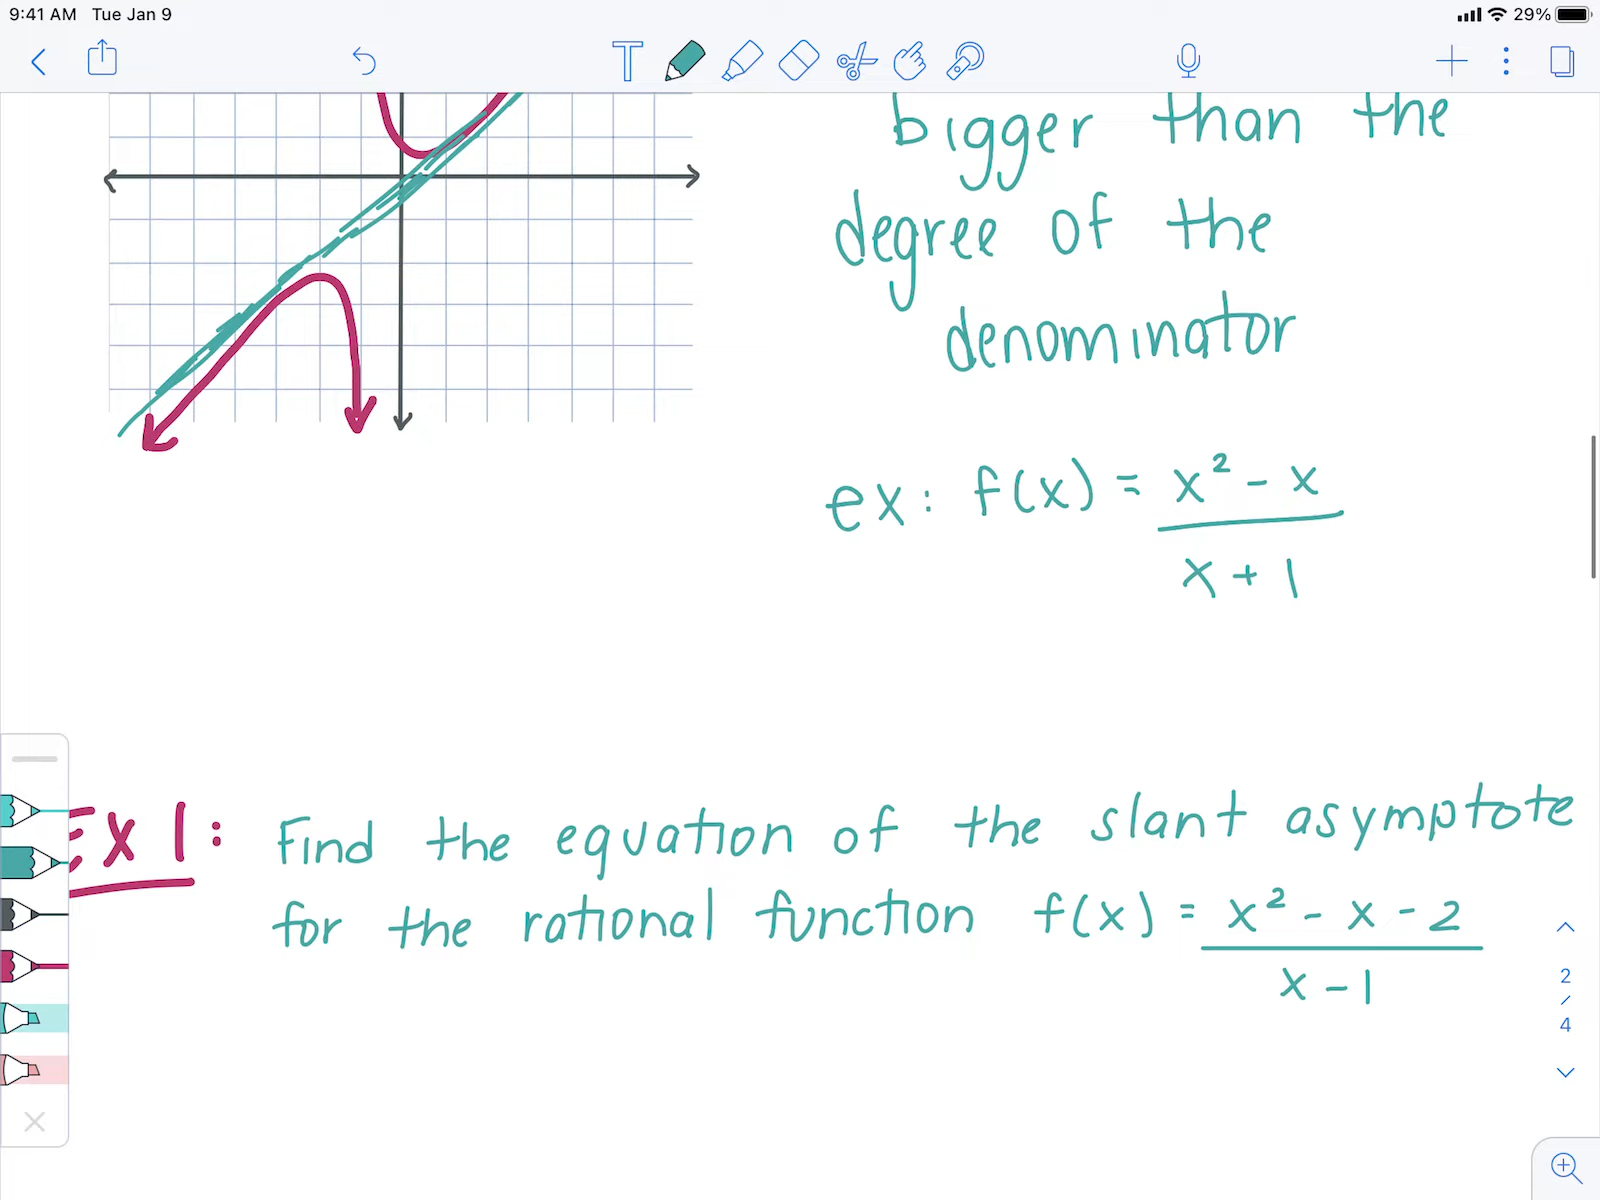 9:41 AM Tue Jan 9
29%
T
bigger than the
degree of the
denominator
ex: f(x) = x² - x
x + 1
Ex 1: Find the equation of the slant asymptote
for the rational function f(x) = x² - x - 2
x - 1
2
/
4